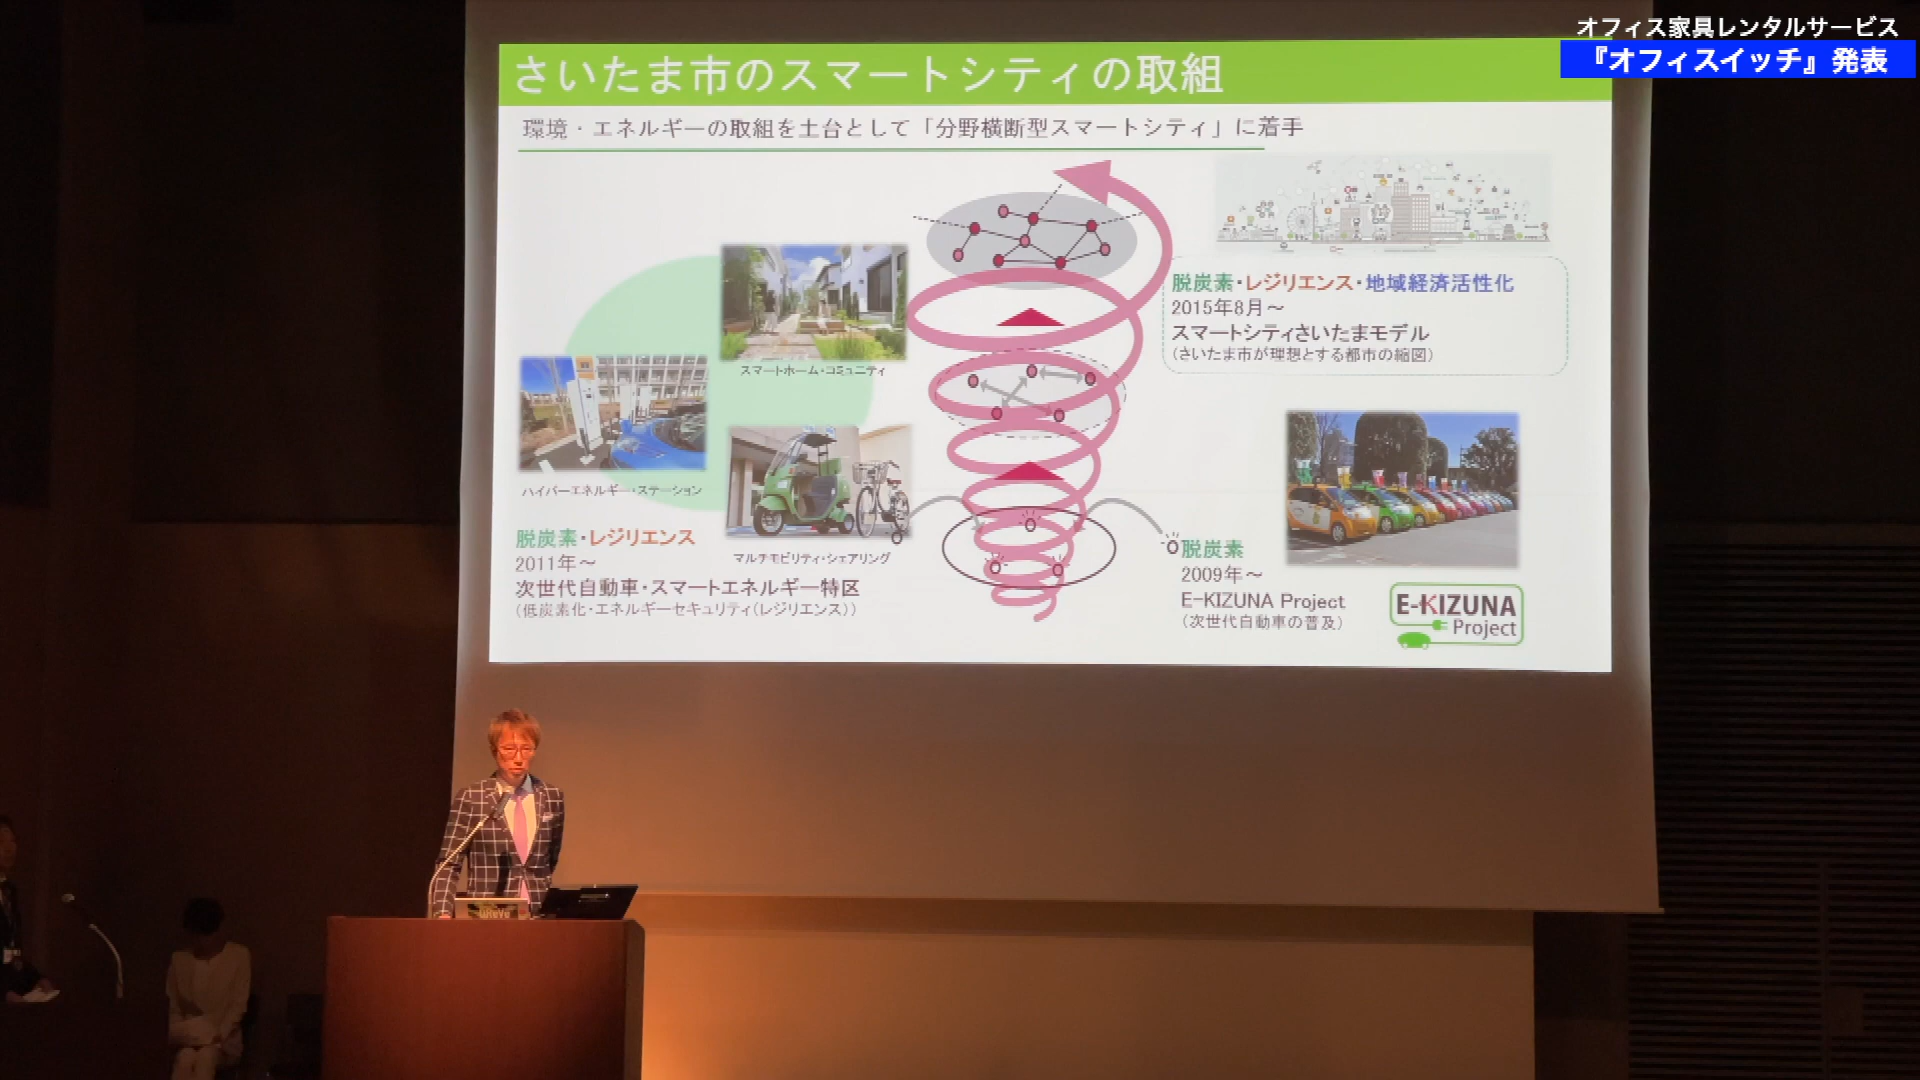 オフィス家具レンタルサービス
『オフィスイッチ』発表
さいたま市のスマートシティの取組
環境・エネルギーの取組を土台として「分野横断型スマートシティ」に着手
脱炭素・レジリエンス・地域経済活性化
2015年8月～
スマートシティさいたまモデル
（さいたま市が理想とする都市の縮図）
スマートホーム・コミュニティ
ハイパーエネルギー・ステーション
マルチモビリティ・シェアリング
脱炭素・レジリエンス
2011年～
次世代自動車・スマートエネルギー特区
（低炭素化・エネルギーセキュリティ（レジリエンス））
脱炭素
2009年～
E-KIZUNA Project
（次世代自動車の普及）
E-KIZUNA
Project